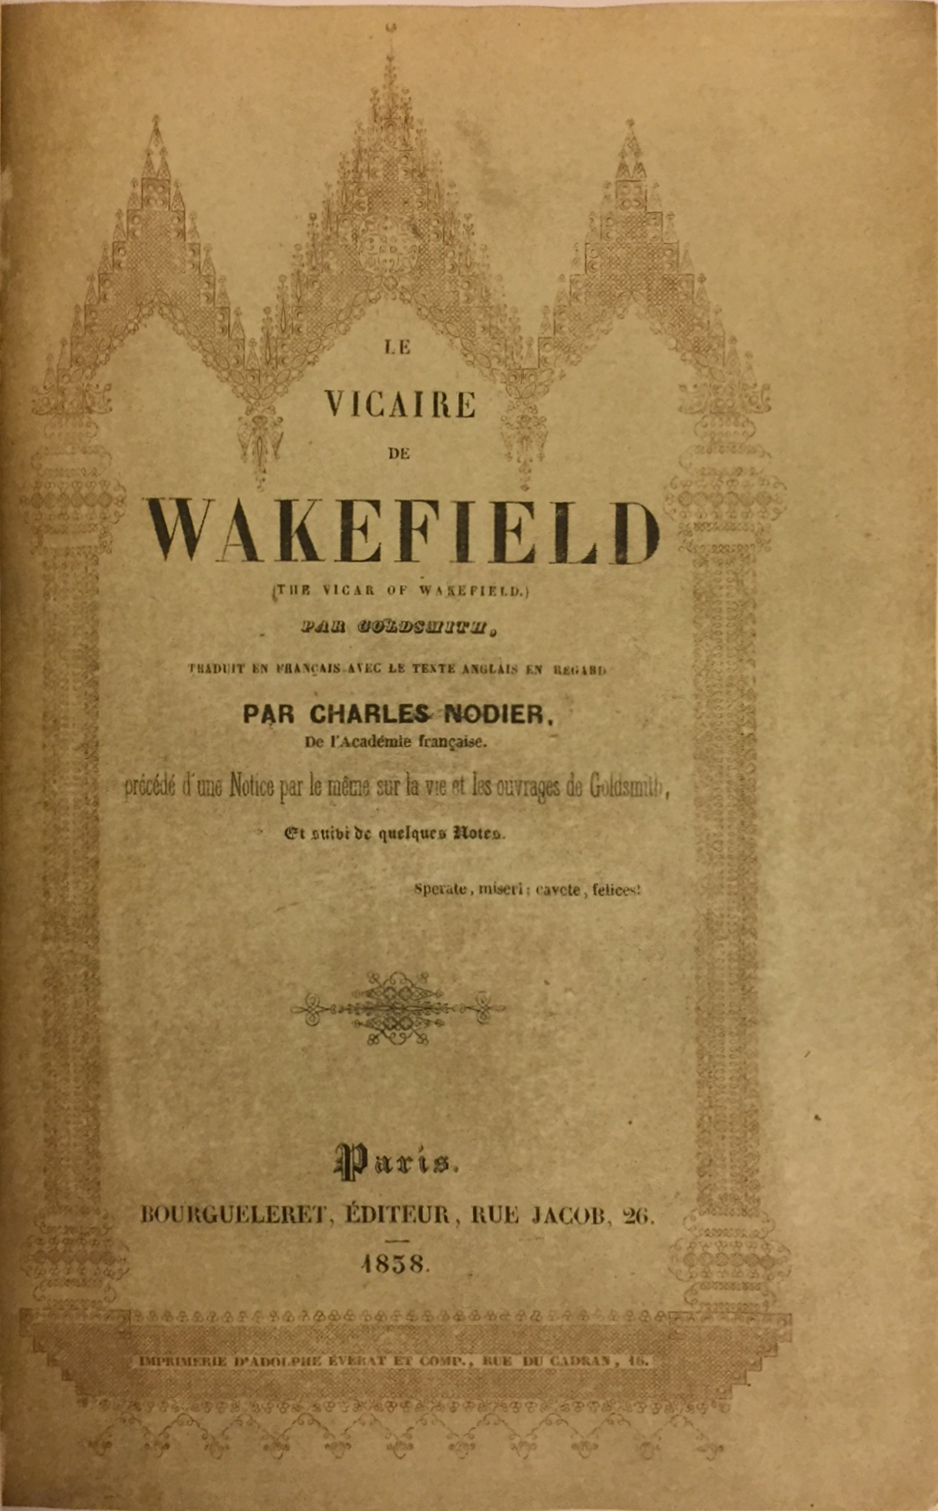 LE
VICAIRE
DE
WAKEFIELD
(THE VICAR OF WAKEFIELD.)
PAR GOLDSMITH,
TRADUIT EN FRANÇAIS AVEC LE TEXTE ANGLAIS EN REGARD
PAR CHARLES NODIER,
De l'Académie française.
précédé d'une Notice par le même sur la vie et les ouvrages de Goldsmith,
Et suivi de quelques Notes.
Sperate, miseri; cavete, felices!
Paris.
BOURGUELERET, ÉDITEUR, RUE JACOB, 26.
1838.
IMPRIMERIE D'ADOLPHE ÉVERAT ET COMP., RUE DU CADRAN, 16.